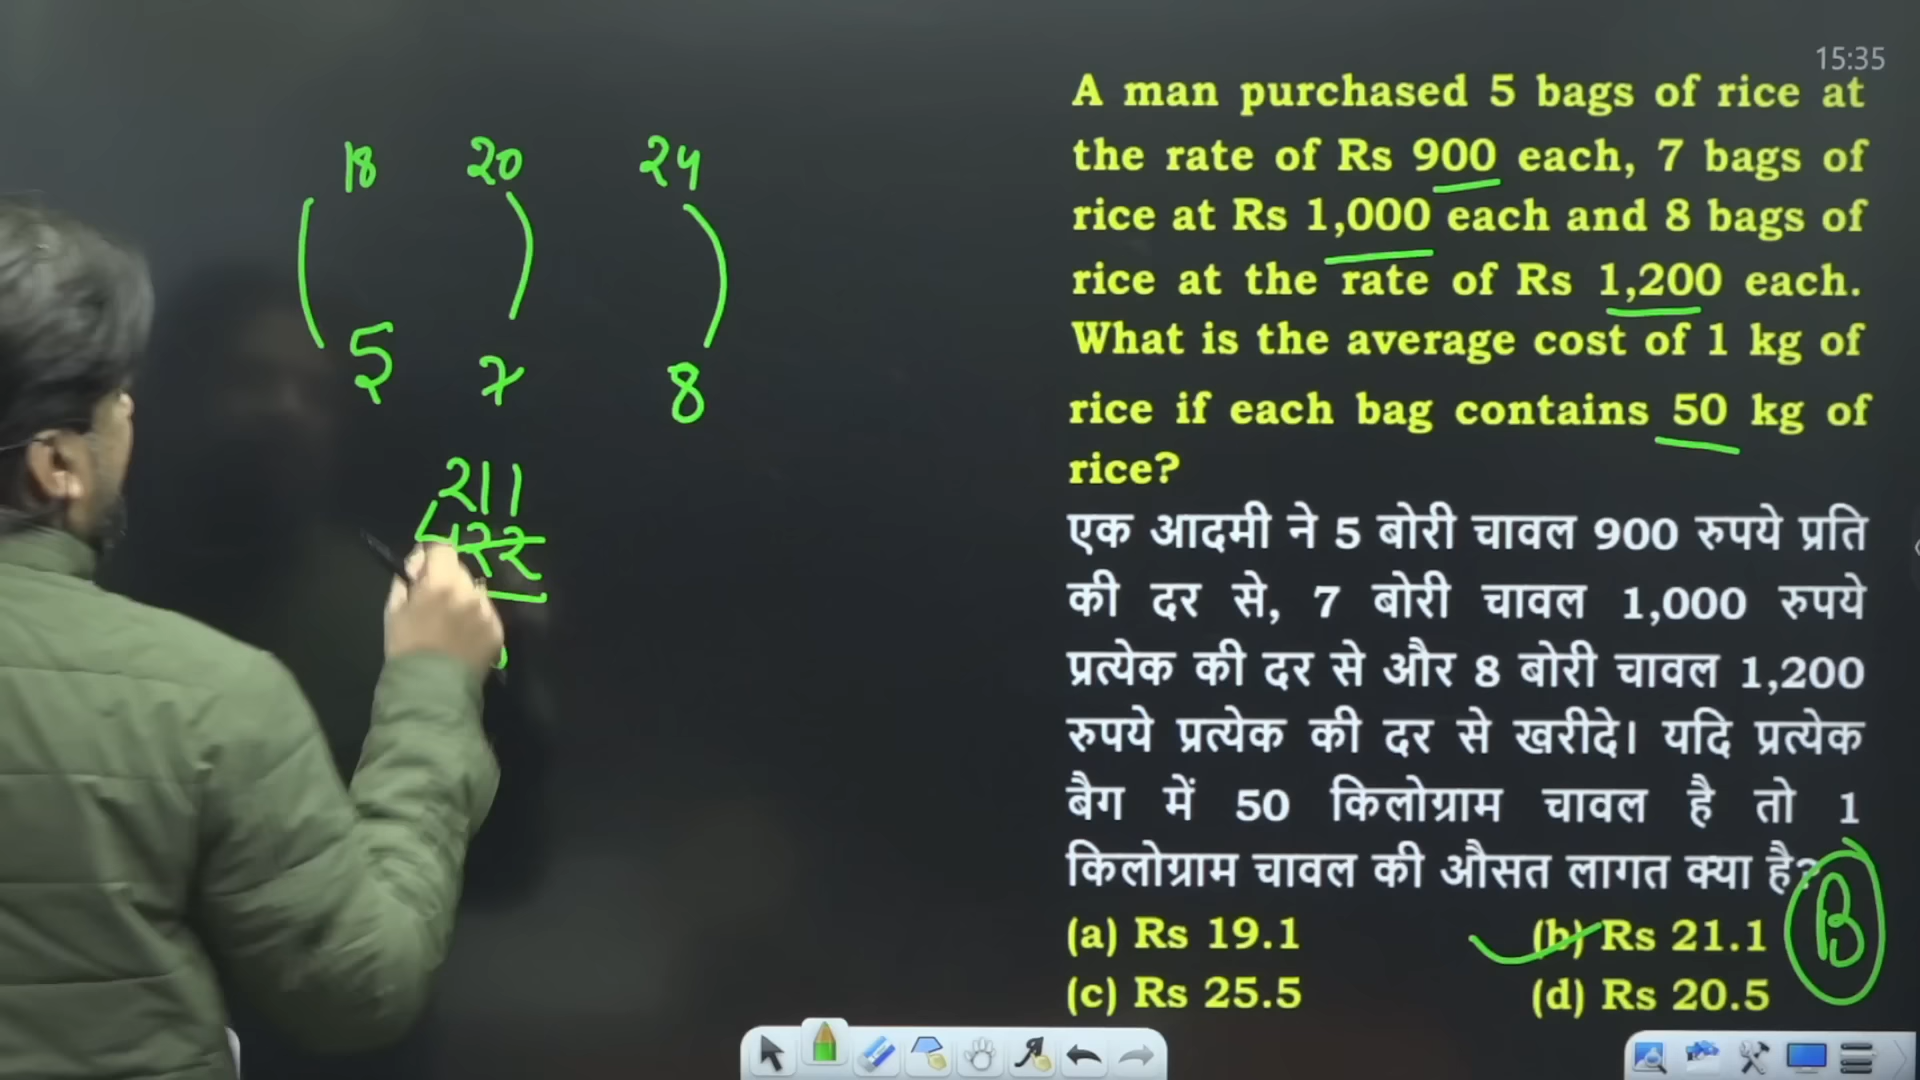 15:35
18 20 24
5 7 8
211
422
A man purchased 5 bags of rice at
the rate of Rs 900 each, 7 bags of
rice at Rs 1,000 each and 8 bags of
rice at the rate of Rs 1,200 each.
What is the average cost of 1 kg of
rice if each bag contains 50 kg of
rice?
एक आदमी ने 5 बोरी चावल 900 रुपये प्रति
की दर से, 7 बोरी चावल 1,000 रुपये
प्रत्येक की दर से और 8 बोरी चावल 1,200
रुपये प्रत्येक की दर से खरीदे। यदि प्रत्येक
बैग में 50 किलोग्राम चावल है तो 1
किलोग्राम चावल की औसत लागत क्या है?
(a) Rs 19.1 (b) Rs 21.1
(c) Rs 25.5 (d) Rs 20.5
B